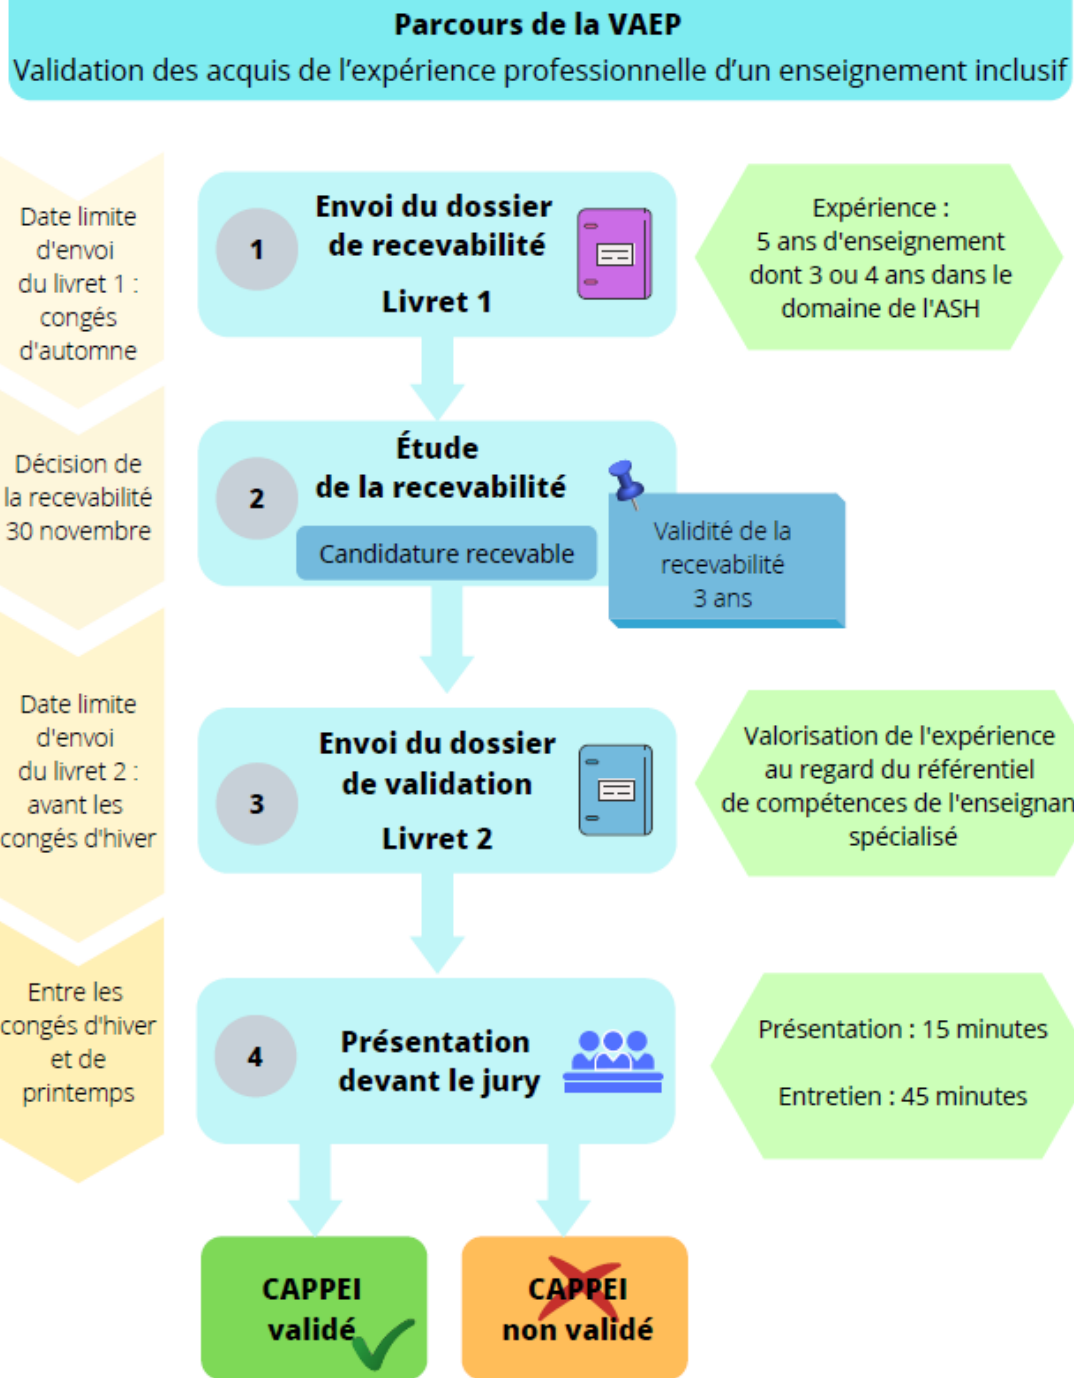 Parcours de la VAEP
Validation des acquis de l'expérience professionnelle d'un enseignement inclusif
Date limite
d'envoi
du livret 1 :
congés
d'automne
1
Envoi du dossier
de recevabilité
Livret 1
Expérience :
5 ans d'enseignement
dont 3 ou 4 ans dans le
domaine de l'ASH
Décision de
la recevabilité
30 novembre
2
Étude
de la recevabilité
Candidature recevable
Validité de la
recevabilité
3 ans
Date limite
d'envoi
du livret 2 :
avant les
congés d'hiver
3
Envoi du dossier
de validation
Livret 2
Valorisation de l'expérience
au regard du référentiel
de compétences de l'enseignan
spécialisé
Entre les
congés d'hiver
et de
printemps
4
Présentation
devant le jury
Présentation : 15 minutes
Entretien : 45 minutes
CAPPEI
validé
CAPPEI
non validé